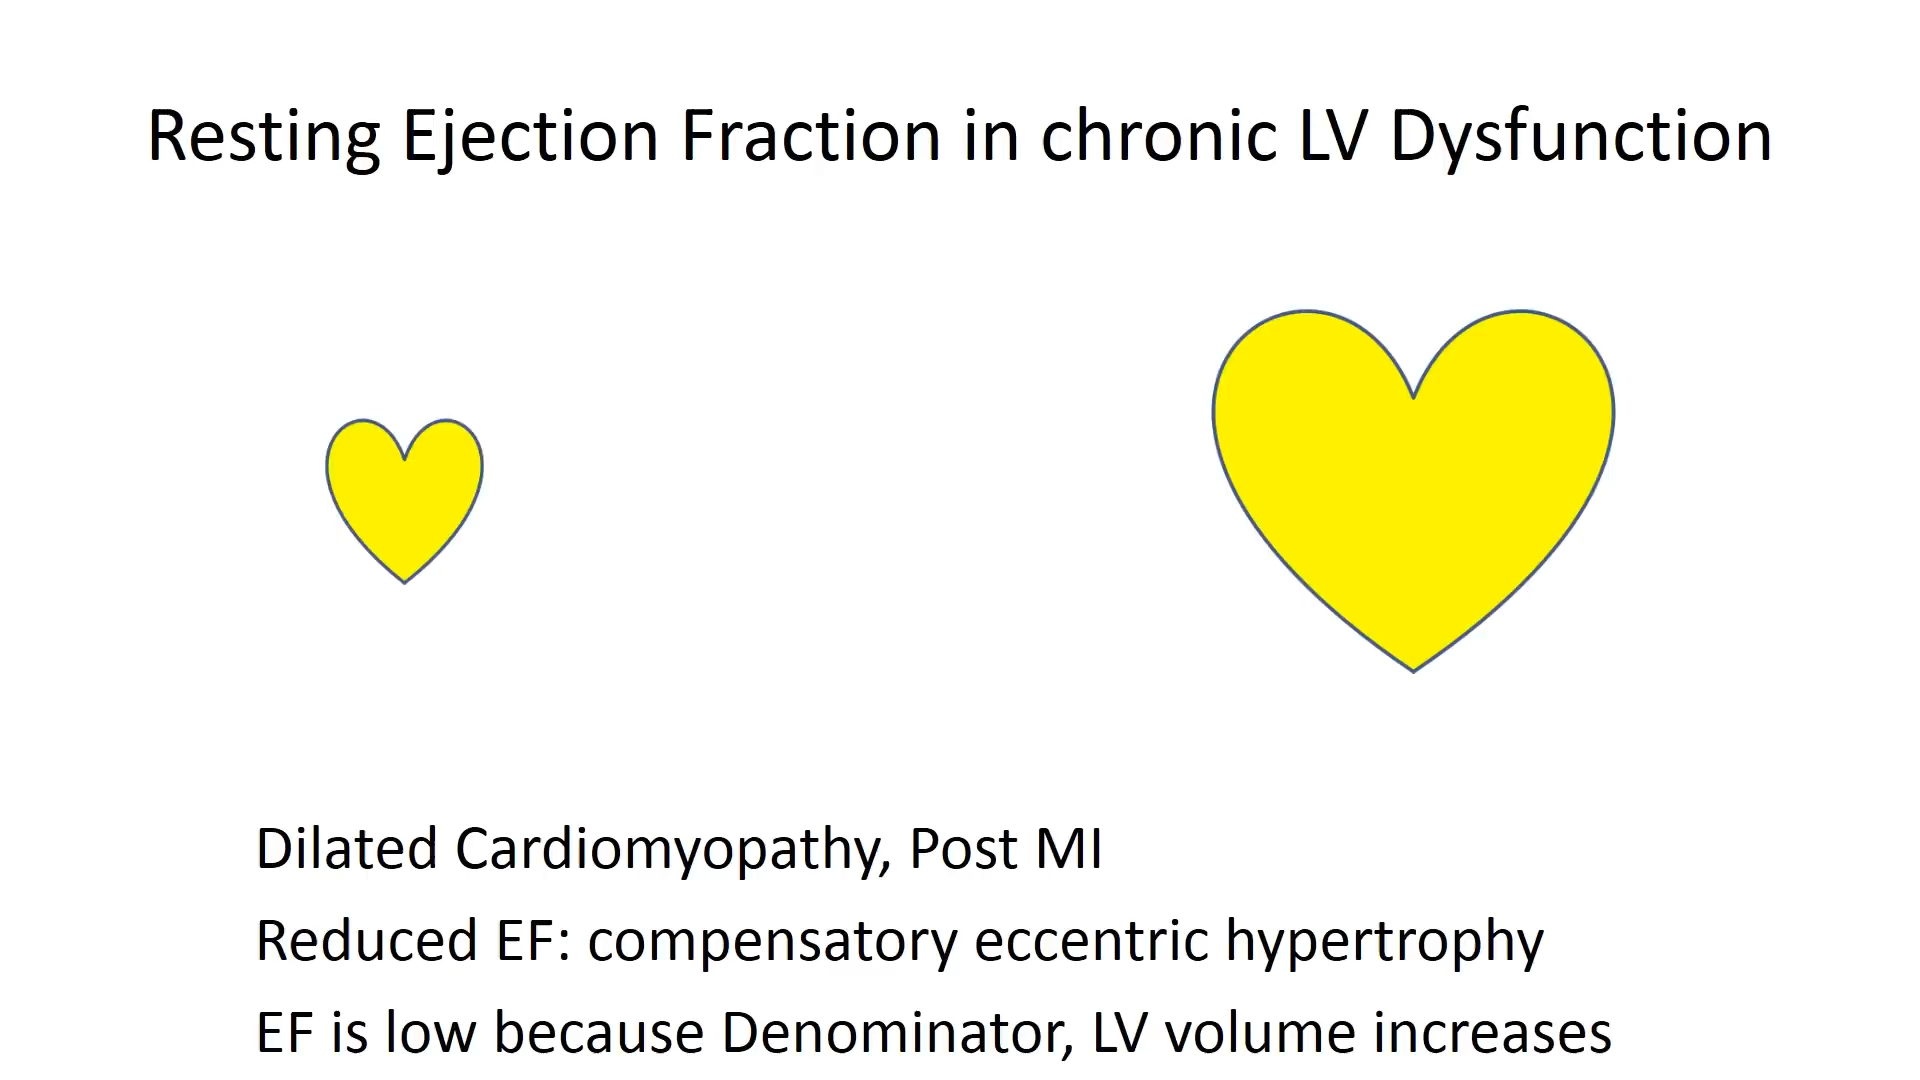 Resting Ejection Fraction in chronic LV Dysfunction
Dilated Cardiomyopathy, Post MI
Reduced EF: compensatory eccentric hypertrophy
EF is low because Denominator, LV volume increases